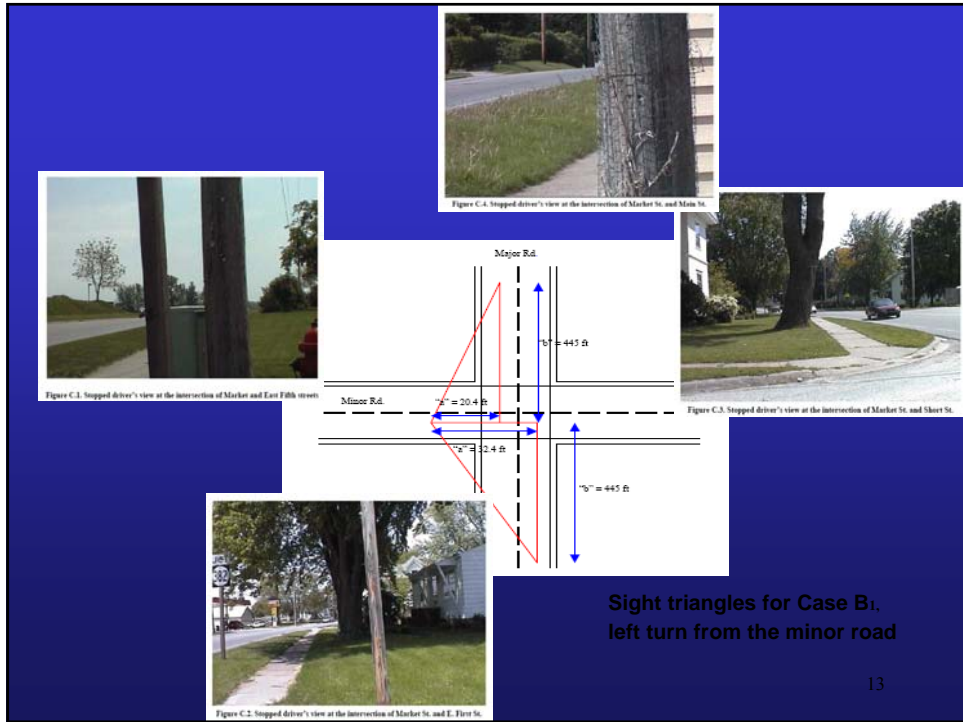 Figure C.4. Stopped driver's view at the intersection of Market St. and Main St.
Figure C.1. Stopped driver's view at the intersection of Market and East Fifth streets
Figure C.3. Stopped driver's view at the intersection of Market St. and Short St.
Major Rd.
"b" = 445 ft
Minor Rd.
"a" = 20.4 ft
"a" = 32.4 ft
"b" = 445 ft
Figure C.2. Stopped driver's view at the intersection of Market St. and E. First St.
Sight triangles for Case B1,
left turn from the minor road
13